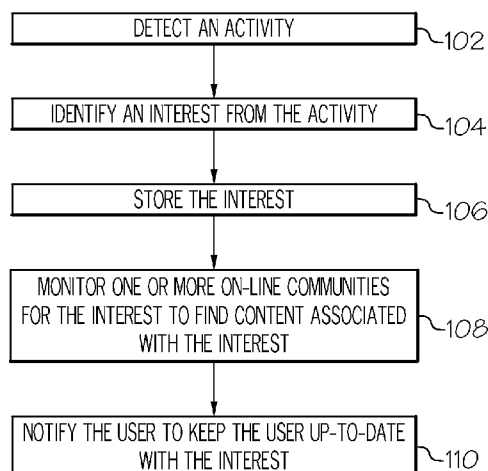 DETECT AN ACTIVITY
102
IDENTIFY AN INTEREST FROM THE ACTIVITY
104
STORE THE INTEREST
106
MONITOR ONE OR MORE ON-LINE COMMUNITIES
FOR THE INTEREST TO FIND CONTENT ASSOCIATED
WITH THE INTEREST
108
NOTIFY THE USER TO KEEP THE USER UP-TO-DATE
WITH THE INTEREST
110